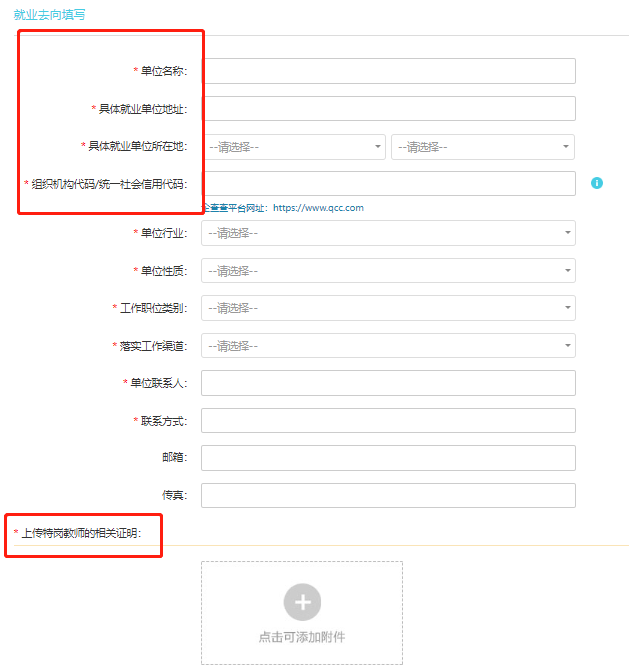 就业去向填写
* 单位名称:
* 具体就业单位地址:
* 具体就业单位所在地: --请选择-- --请选择--
* 组织机构代码/统一社会信用代码:
企查查平台网址: https://www.qcc.com
* 单位行业: --请选择--
* 单位性质: --请选择--
* 工作职位类别: --请选择--
* 落实工作渠道: --请选择--
* 单位联系人:
* 联系方式:
邮箱:
传真:
* 上传特岗教师的相关证明:
点击可添加附件